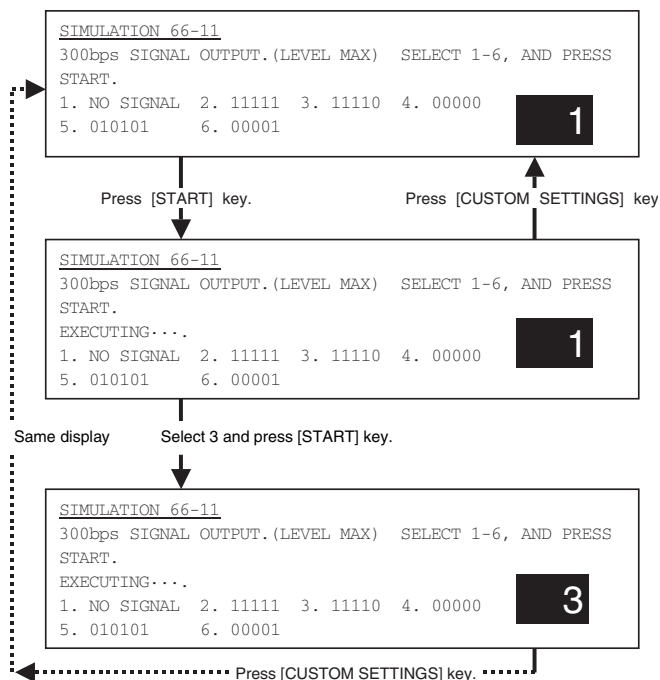 SIMULATION 66-11
300bps SIGNAL OUTPUT.(LEVEL MAX) SELECT 1-6, AND PRESS
START.
1. NO SIGNAL 2. 11111 3. 11110 4. 00000
5. 010101 6. 00001
1
Press [START] key.
Press [CUSTOM SETTINGS] key
SIMULATION 66-11
300bps SIGNAL OUTPUT.(LEVEL MAX) SELECT 1-6, AND PRESS
START.
EXECUTING···.
1. NO SIGNAL 2. 11111 3. 11110 4. 00000
5. 010101 6. 00001
1
Same display
Select 3 and press [START] key.
SIMULATION 66-11
300bps SIGNAL OUTPUT.(LEVEL MAX) SELECT 1-6, AND PRESS
START.
EXECUTING···.
1. NO SIGNAL 2. 11111 3. 11110 4. 00000
5. 010101 6. 00001
3
Press [CUSTOM SETTINGS] key.